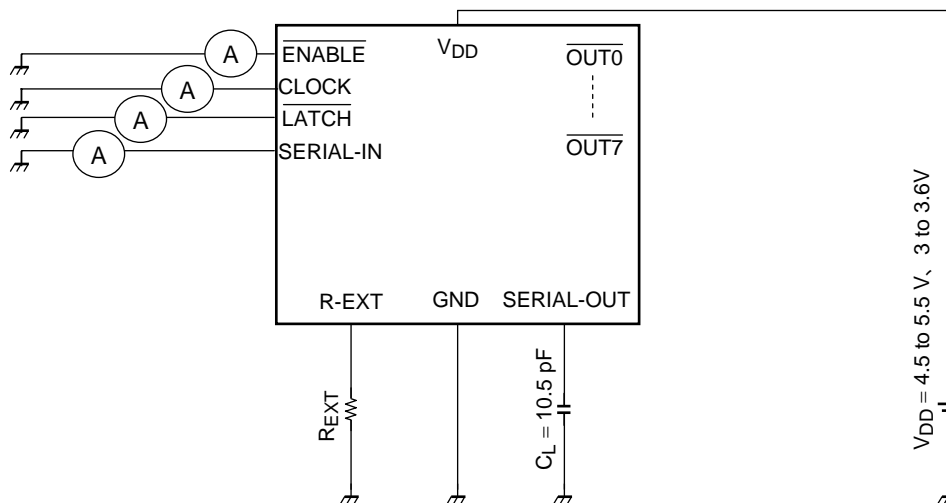 A
A
A
A
ENABLE
CLOCK
LATCH
SERIAL-IN
VDD
OUT0
OUT7
R-EXT
GND
SERIAL-OUT
REXT
CL = 10.5 pF
VDD = 4.5 to 5.5 V、3 to 3.6V